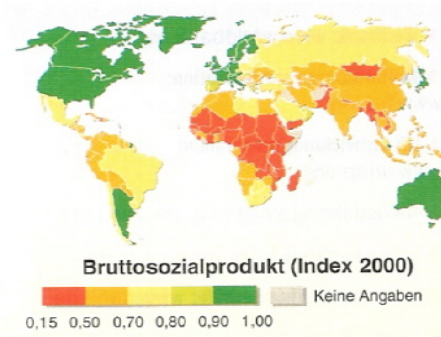 Bruttosozialprodukt (Index 2000)
Keine Angaben
0,15 0,50 0,70 0,80 0,90 1,00